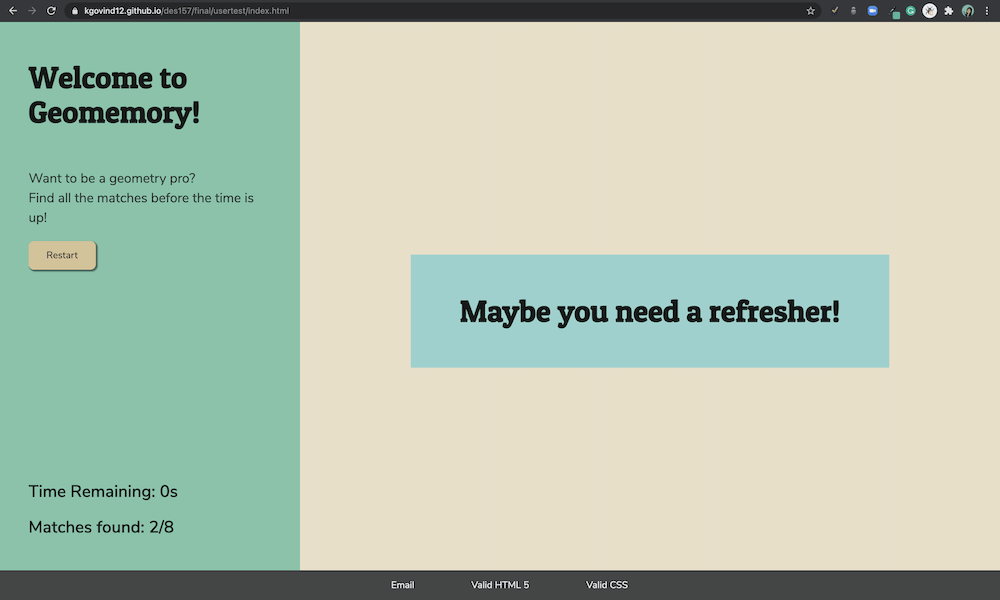 kgovind12.github.io/des157/final/usertest/index.html
Welcome to
Geomemory!
Want to be a geometry pro?
Find all the matches before the time is
up!
Restart
Maybe you need a refresher!
Time Remaining: 0s
Matches found: 2/8
Email Valid HTML 5 Valid CSS